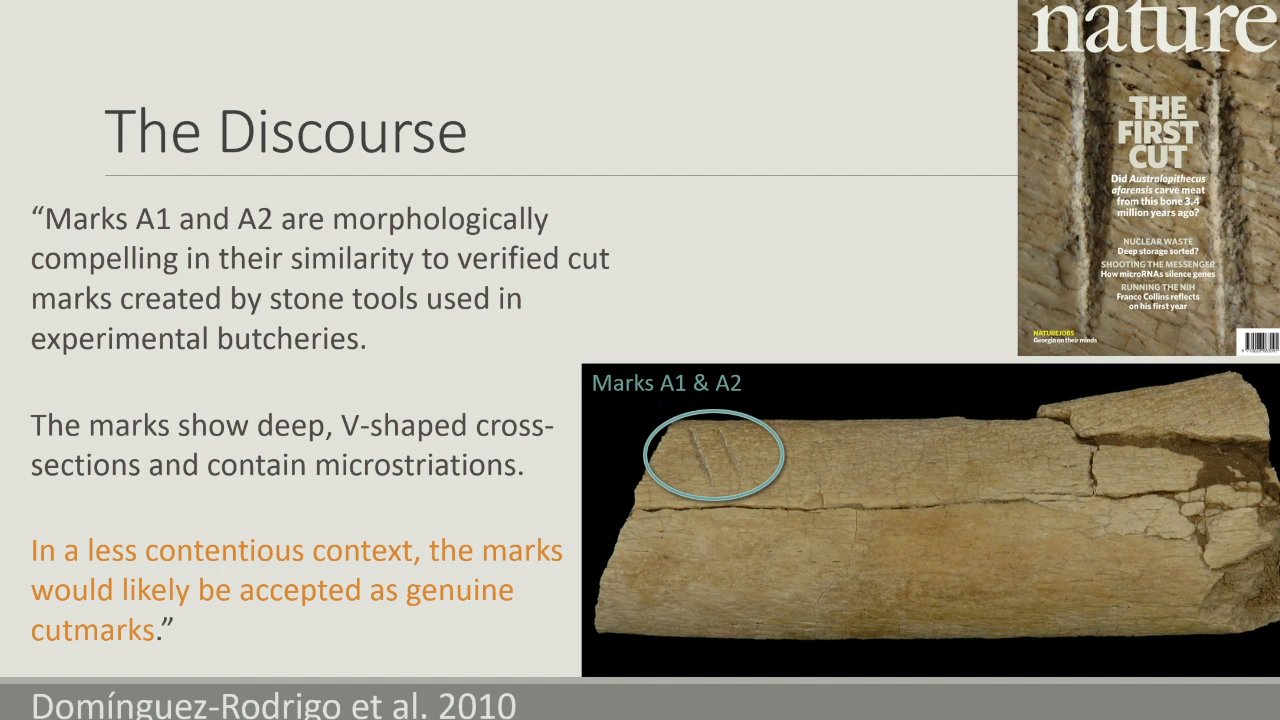 The Discourse
“Marks A1 and A2 are morphologically
compelling in their similarity to verified cut
marks created by stone tools used in
experimental butcheries.
The marks show deep, V-shaped cross-
sections and contain microstriations.
In a less contentious context, the marks
would likely be accepted as genuine
cutmarks.”
Domínguez-Rodrigo et al. 2010
nature
THE
FIRST
CUT
Did Australopithecus
afarensis carve meat
from this bone 3.4
million years ago?
NUCLEAR WASTE
Deep storage sorted?
SHOOTING THE MESSENGER
How microRNAs silence genes
RUNNING THE NIH
France Collins reflects
on his first year
NATUREJOBS
Georgia on their minds
Marks A1 & A2